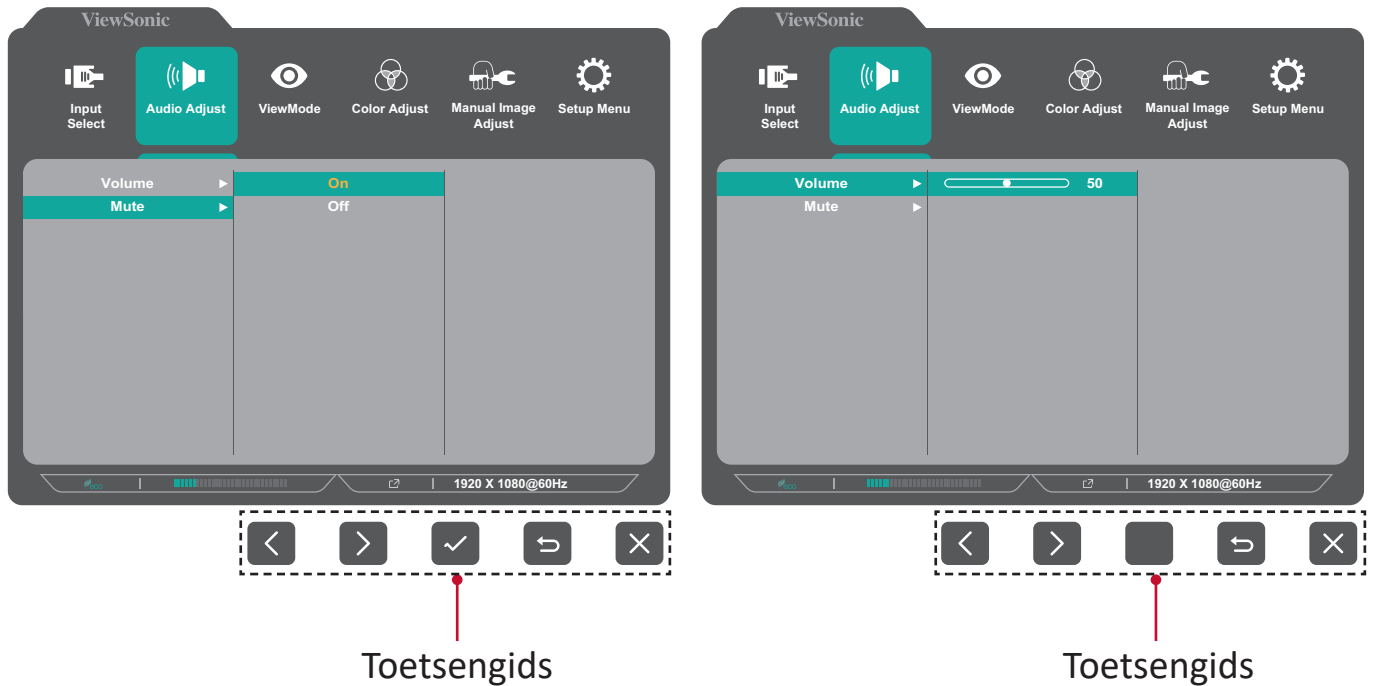 ViewSonic
Input
Select
Audio Adjust
ViewMode
Color Adjust
Manual Image
Adjust
Setup Menu
Volume
On
Mute
Off
eco
1920 X 1080@60Hz
Toetsengids
ViewSonic
Input
Select
Audio Adjust
ViewMode
Color Adjust
Manual Image
Adjust
Setup Menu
Volume
50
Mute
eco
1920 X 1080@60Hz
Toetsengids